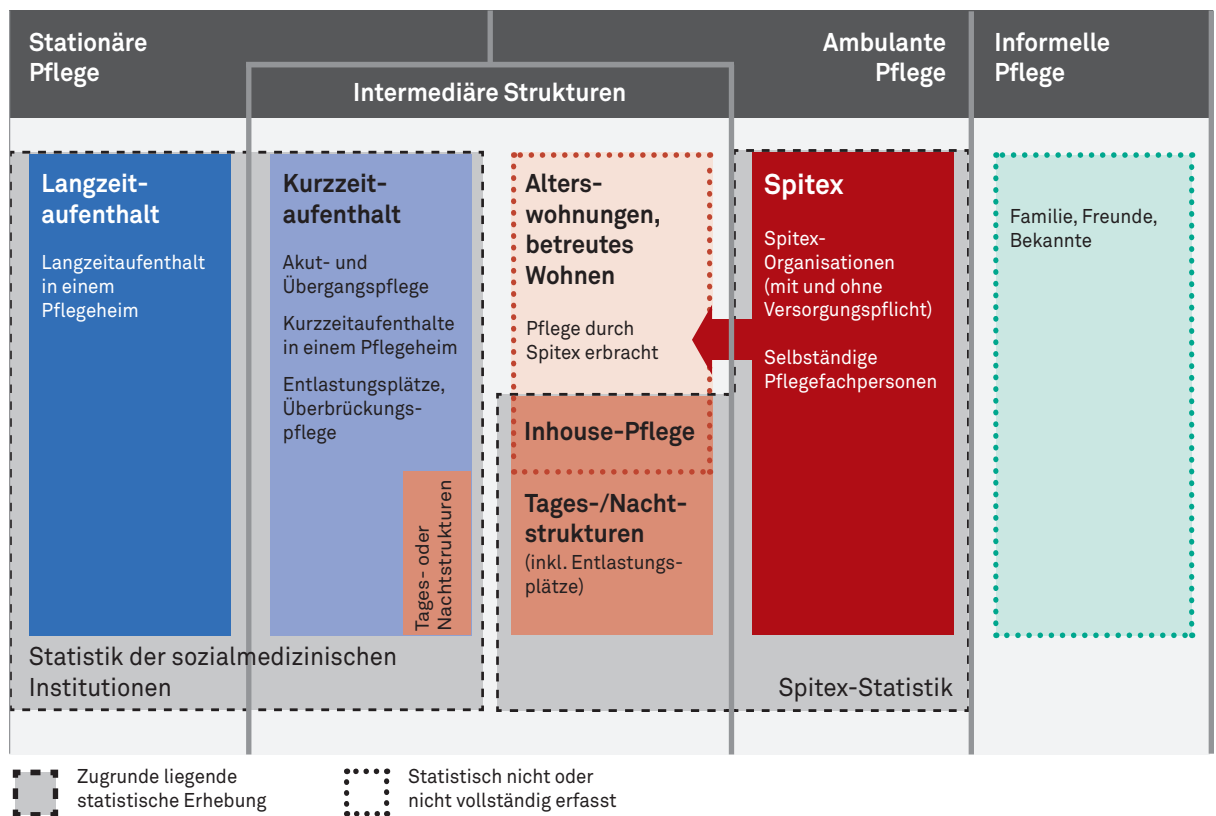 Stationäre
Pflege
Intermediäre Strukturen
Ambulante
Pflege
Informelle
Pflege
Langzeit-
aufenthalt
Langzeitaufenthalt
in einem
Pflegeheim
Kurzzeit-
aufenthalt
Akut- und
Übergangspflege
Kurzzeitaufenthalte
in einem Pflegeheim
Entlastungsplätze,
Überbrückungs-
pflege
Tages- oder
Nachtstrukturen
Alters-
wohnungen,
betreutes
Wohnen
Pflege durch
Spitex erbracht
Inhouse-Pflege
Tages-/Nacht-
strukturen
(inkl. Entlastungs-
plätze)
Spitex
Spitex-
Organisationen
(mit und ohne
Versorgungspflicht)
Selbständige
Pflegefachpersonen
Familie, Freunde,
Bekannte
Statistik der sozialmedizinischen
Institutionen
Spitex-Statistik
Zugrunde liegende
statistische Erhebung
Statistisch nicht oder
nicht vollständig erfasst